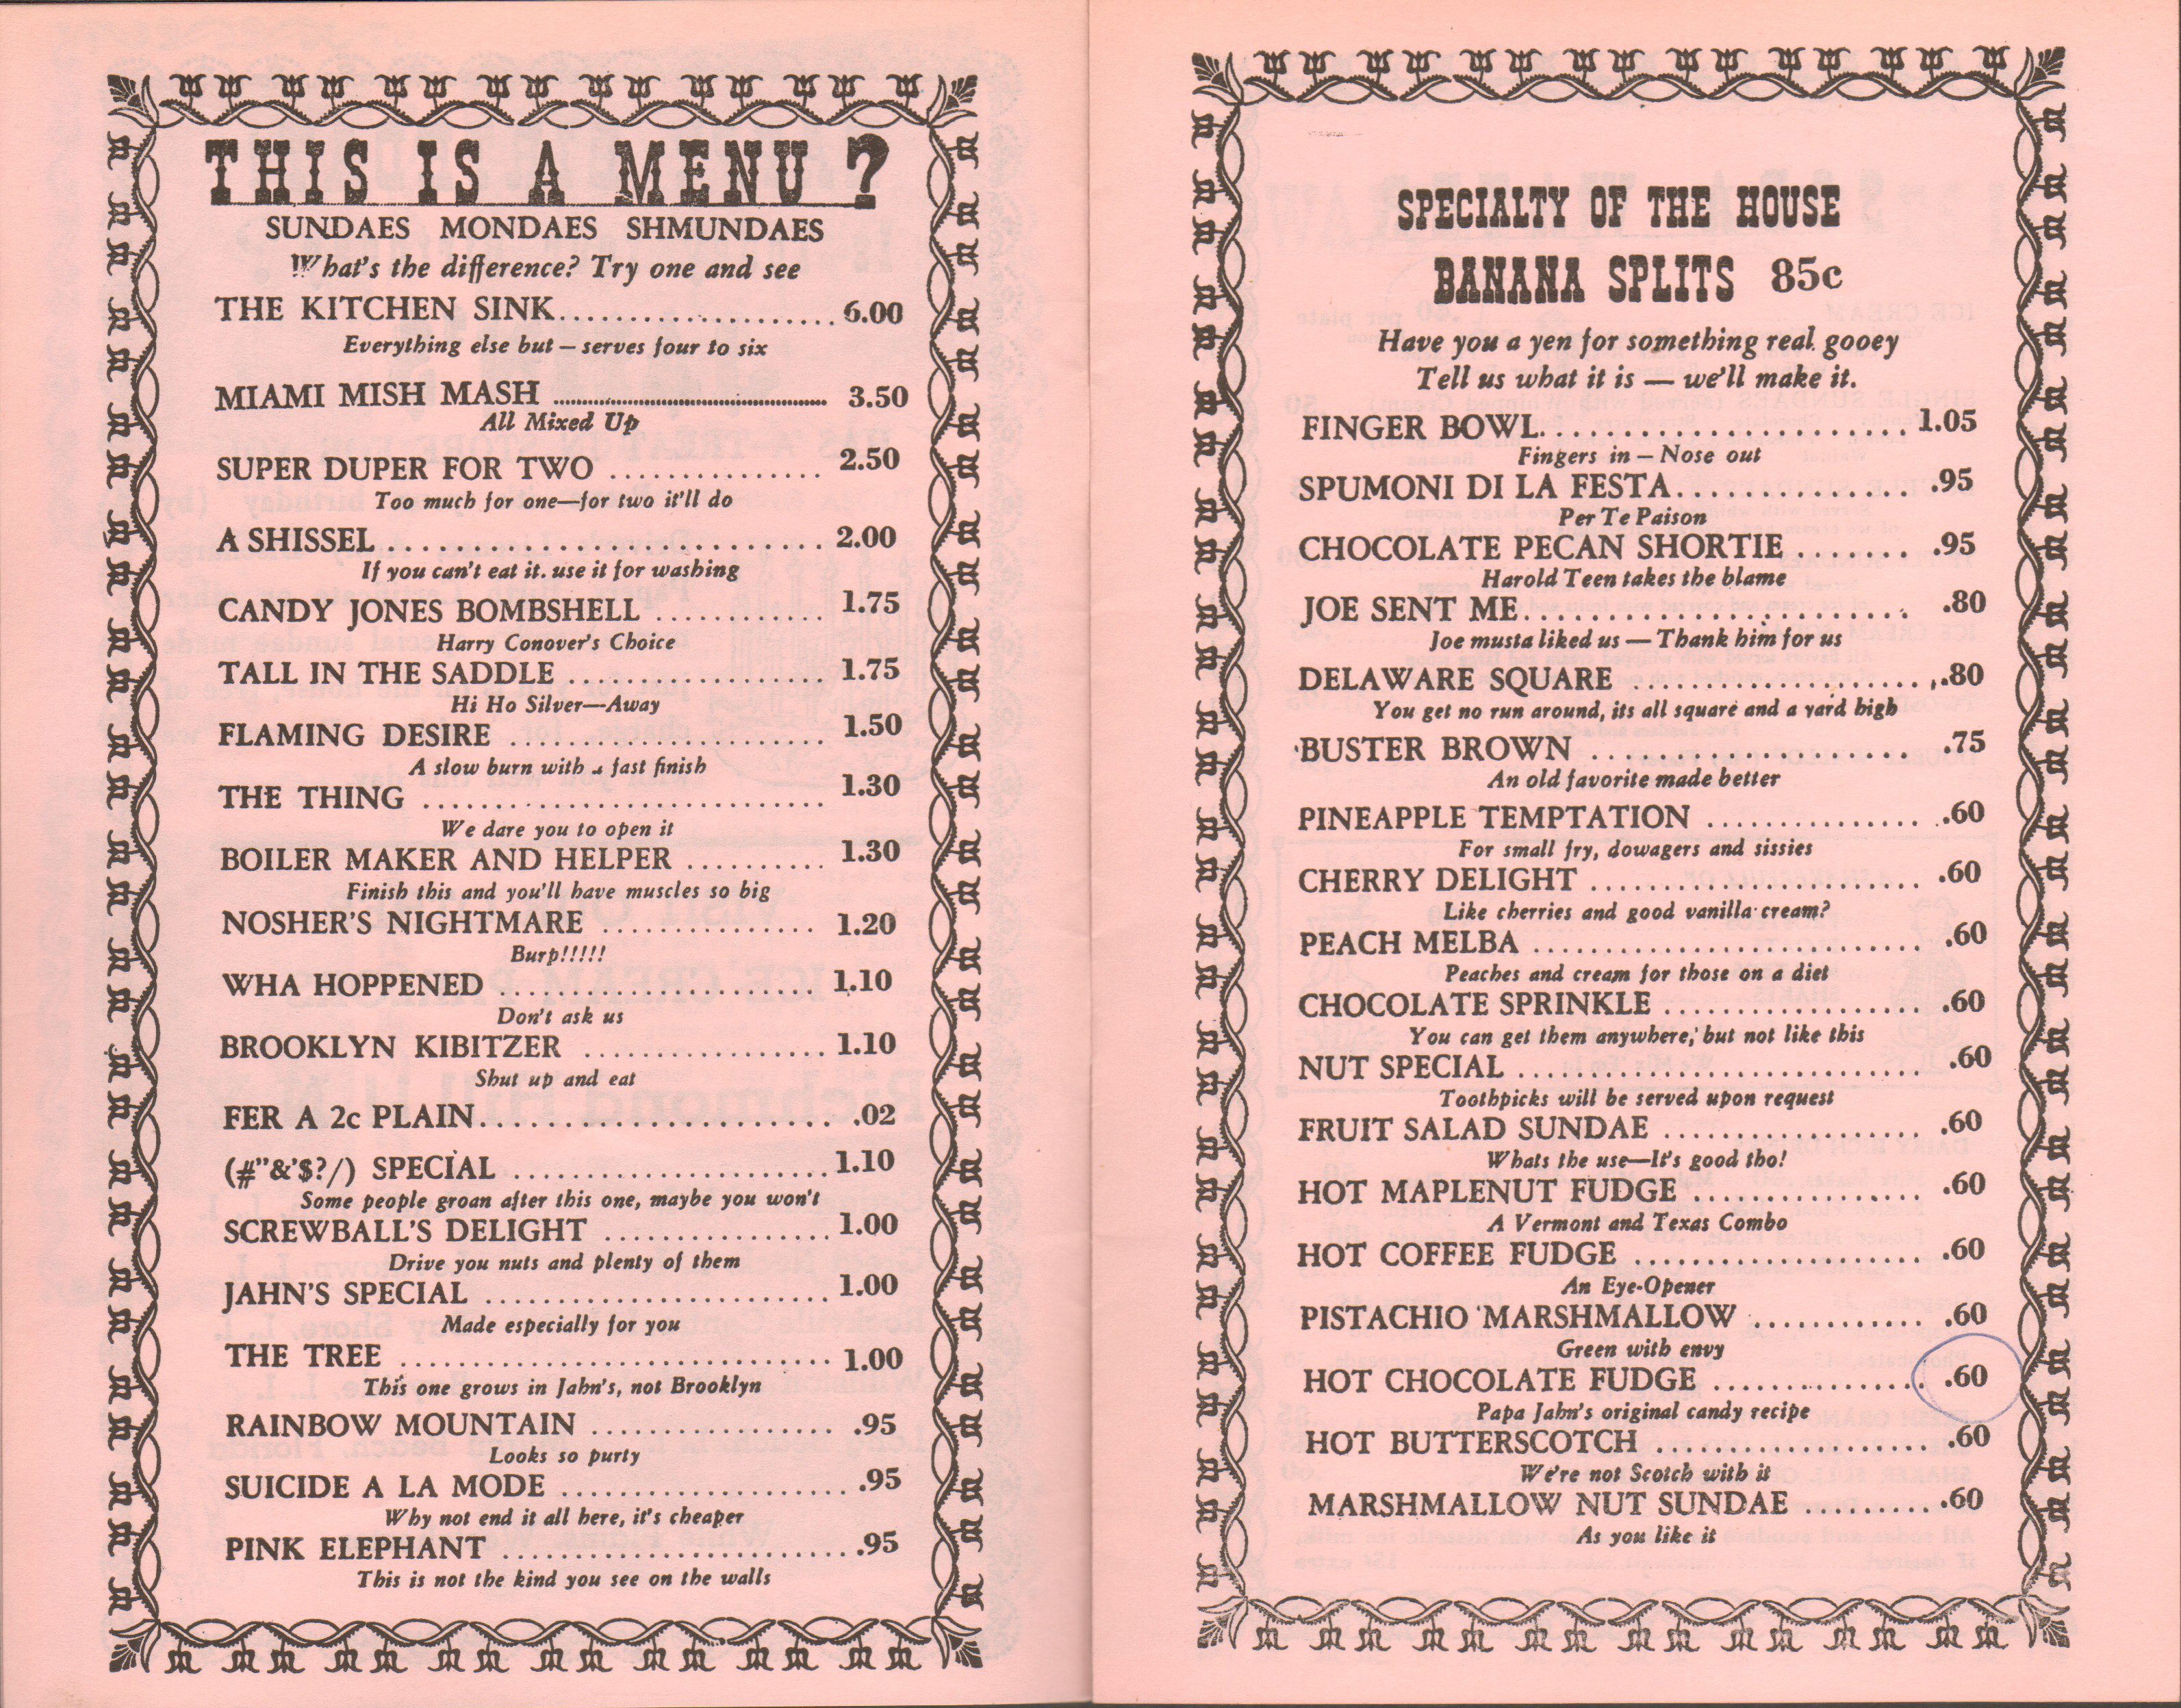 THIS IS A MENU ?
SUNDAES MONDAES SHMUNDAES
What's the difference? Try one and see
THE KITCHEN SINK.................... 6.00
Everything else but — serves four to six
MIAMI MISH MASH .................... 3.50
All Mixed Up
SUPER DUPER FOR TWO ............... 2.50
Too much for one—for two it'll do
A SHISSEL ........................... 2.00
If you can't eat it. use it for washing
CANDY JONES BOMBSHELL ............ 1.75
Harry Conover's Choice
TALL IN THE SADDLE .................. 1.75
Hi Ho Silver—Away
FLAMING DESIRE ...................... 1.50
A slow burn with a fast finish
THE THING ............................ 1.30
We dare you to open it
BOILER MAKER AND HELPER .......... 1.30
Finish this and you'll have muscles so big
NOSHER'S NIGHTMARE ............... 1.20
Burp!!!!!
WHA HOPPENED ...................... 1.10
Don't ask us
BROOKLYN KIBITZER ................. 1.10
Shut up and eat
FER A 2c PLAIN........................ .02
(#"&'$?/) SPECIAL ...................... 1.10
Some people groan after this one, maybe you won't
SCREWBALL'S DELIGHT ................ 1.00
Drive you nuts and plenty of them
JAHN'S SPECIAL ........................ 1.00
Made especially for you
THE TREE .............................. 1.00
This one grows in Jahn's, not Brooklyn
RAINBOW MOUNTAIN ................. .95
Looks so purty
SUICIDE A LA MODE .................... .95
Why not end it all here, it's cheaper
PINK ELEPHANT ........................ .95
This is not the kind you see on the walls
SPECIALTY OF THE HOUSE
BANANA SPLITS 85c
Have you a yen for something real gooey
Tell us what it is — we'll make it.
FINGER BOWL........................ 1.05
Fingers in — Nose out
SPUMONI DI LA FESTA................ .95
Per Te Paison
CHOCOLATE PECAN SHORTIE ....... .95
Harold Teen takes the blame
JOE SENT ME.......................... .80
Joe musta liked us — Thank him for us
DELAWARE SQUARE .................... .80
You get no run around, its all square and a yard high
BUSTER BROWN ...................... .75
An old favorite made better
PINEAPPLE TEMPTATION ............... .60
For small fry, dowagers and sissies
CHERRY DELIGHT ....................... .60
Like cherries and good vanilla cream?
PEACH MELBA ........................... .60
Peaches and cream for those on a diet
CHOCOLATE SPRINKLE .................. .60
You can get them anywhere, but not like this
NUT SPECIAL ............................ .60
Toothpicks will be served upon request
FRUIT SALAD SUNDAE .................. .60
Whats the use—It's good tho!
HOT MAPLENUT FUDGE ................ .60
A Vermont and Texas Combo
HOT COFFEE FUDGE .................... .60
An Eye-Opener
PISTACHIO MARSHMALLOW ............ .60
Green with envy
HOT CHOCOLATE FUDGE ............... .60
Papa Jahn's original candy recipe
HOT BUTTERSCOTCH ................... .60
We're not Scotch with it
MARSHMALLOW NUT SUNDAE ......... .60
As you like it